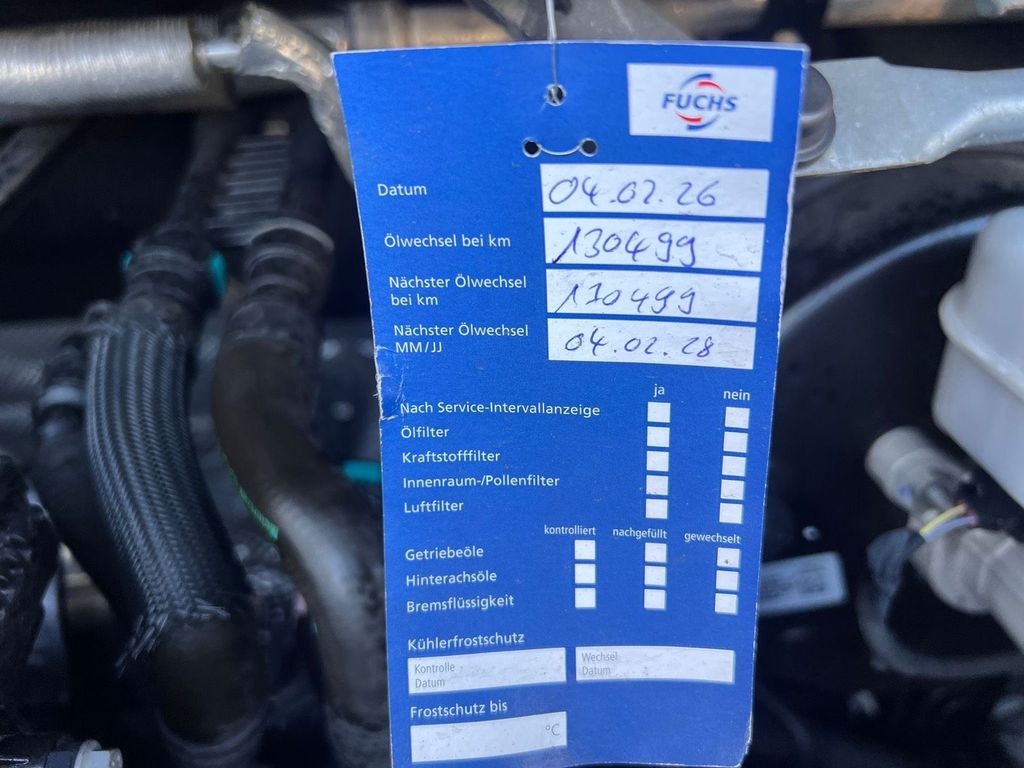 FUCHS
Datum 04.02.26
Ölwechsel bei km 130499
Nächster Ölwechsel
bei km 170499
Nächster Ölwechsel
MM/JJ 04.02.28
ja nein
Nach Service-Intervallanzeige
Ölfilter
Kraftstofffilter
Innenraum-/Pollenfilter
Luftfilter
kontrolliert nachgefüllt gewechselt
Getriebeöle
Hinterachsöle
Bremsflüssigkeit
Kühlerfrostschutz
Kontrolle Wechsel
Datum Datum
Frostschutz bis
°C